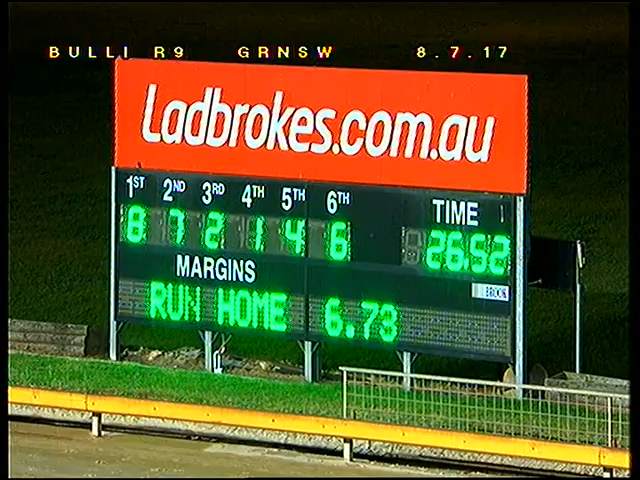 BULLI R9 GRNSW 8.7.17
Ladbrokes.com.au
1ST 2ND 3RD 4TH 5TH 6TH TIME
8 7 2 1 4 6 26.52
MARGINS
RUN HOME 6.73